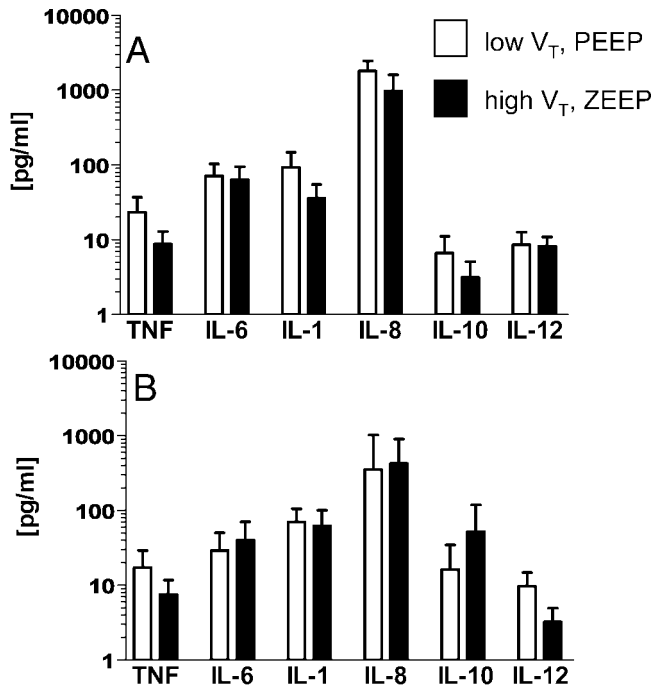 A
low V_T, PEEP
high V_T, ZEEP
[pg/ml]
10000
1000
100
10
1
TNF IL-6 IL-1 IL-8 IL-10 IL-12
B
[pg/ml]
10000
1000
100
10
1
TNF IL-6 IL-1 IL-8 IL-10 IL-12